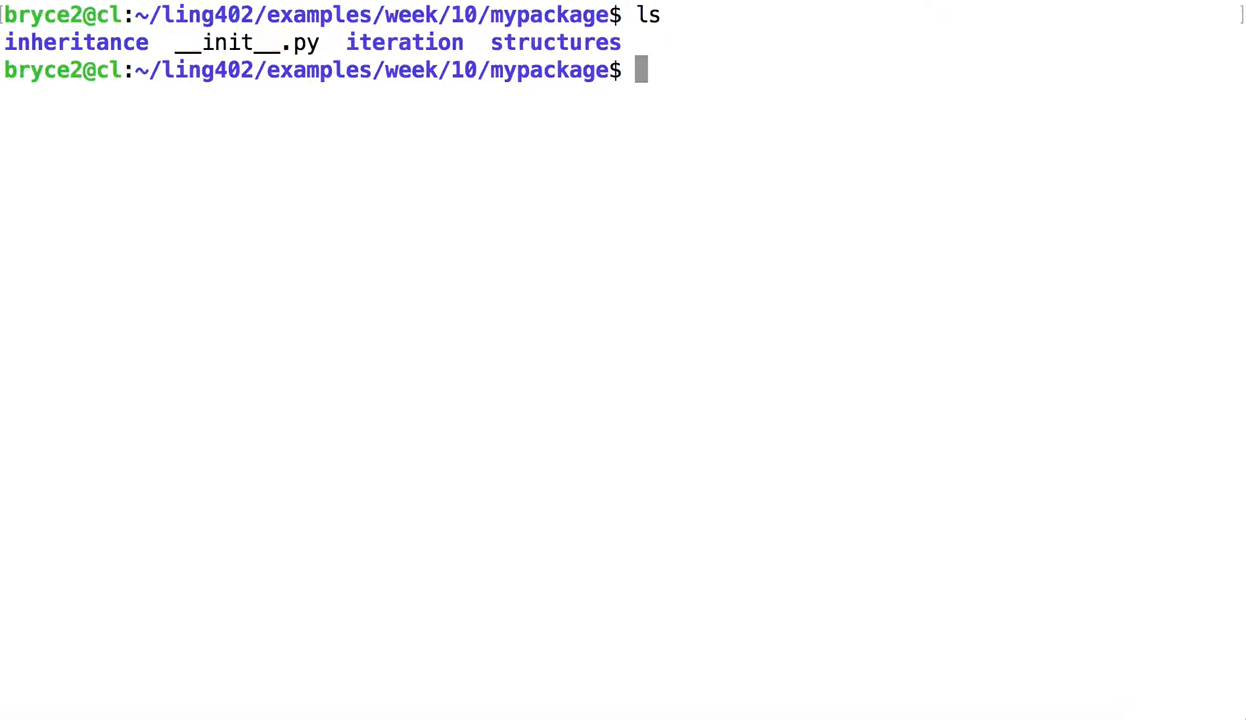 bryce2@cl:~/ling402/examples/week/10/mypackage$ ls
inheritance  __init__.py  iteration  structures
bryce2@cl:~/ling402/examples/week/10/mypackage$